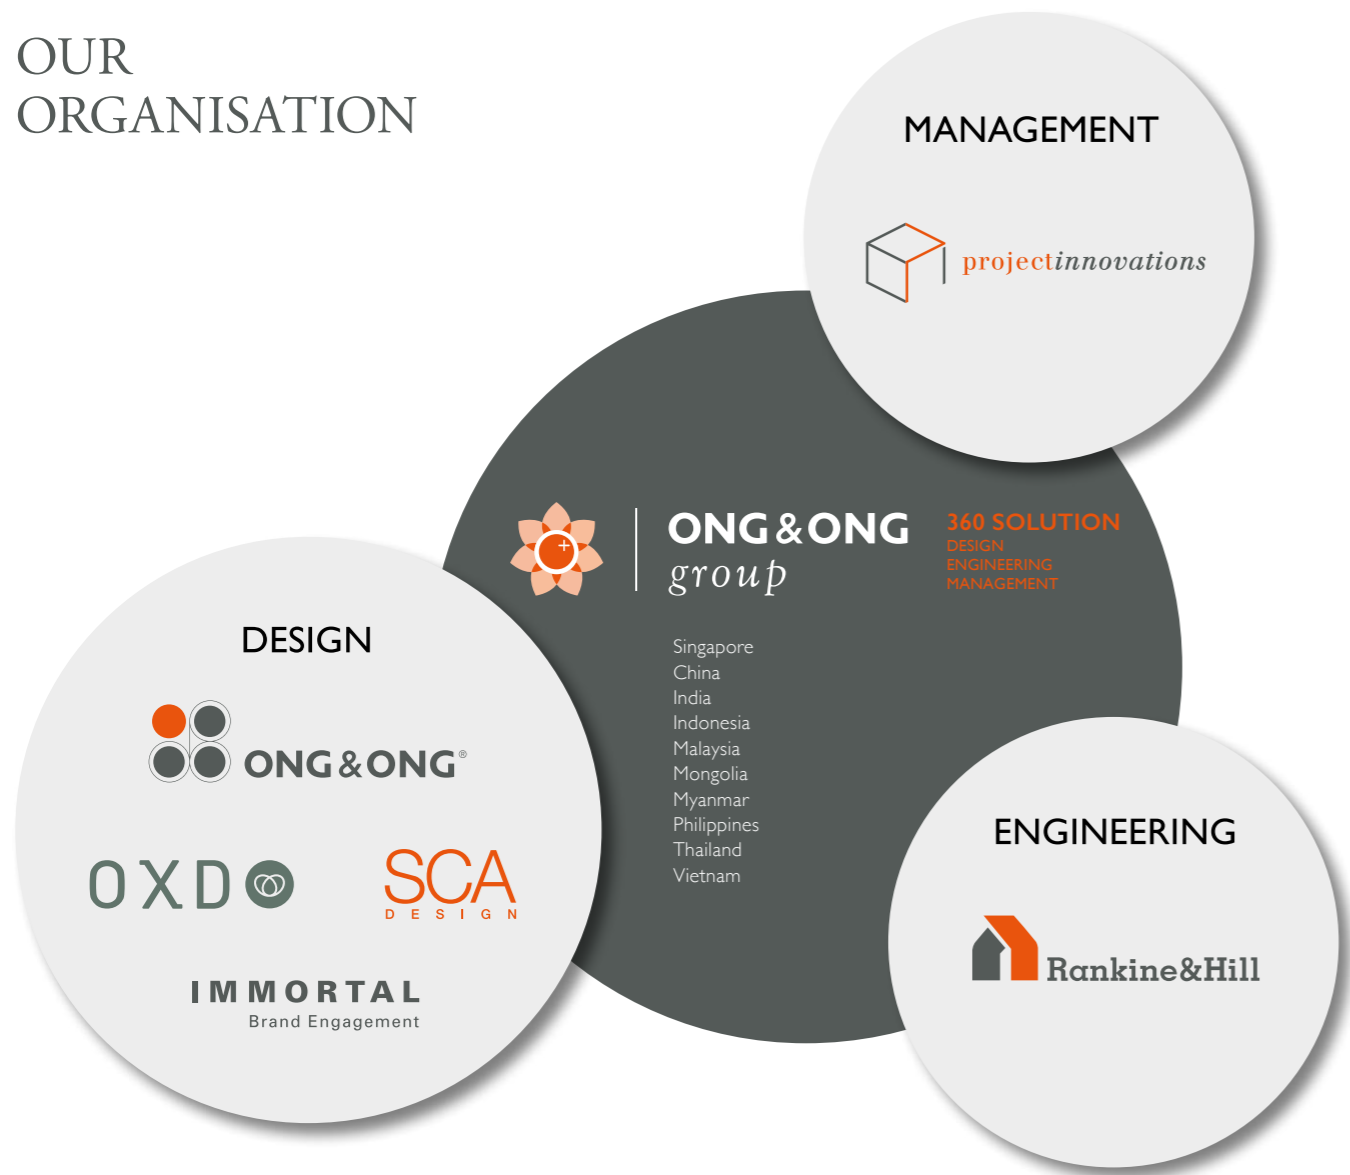 OUR
ORGANISATION
MANAGEMENT
projectinnovations
ONG&ONG
group
360 SOLUTION
DESIGN
ENGINEERING
MANAGEMENT
Singapore
China
India
Indonesia
Malaysia
Mongolia
Myanmar
Philippines
Thailand
Vietnam
DESIGN
ONG&ONG®
OXD
SCA
DESIGN
IMMORTAL
Brand Engagement
ENGINEERING
Rankine&Hill